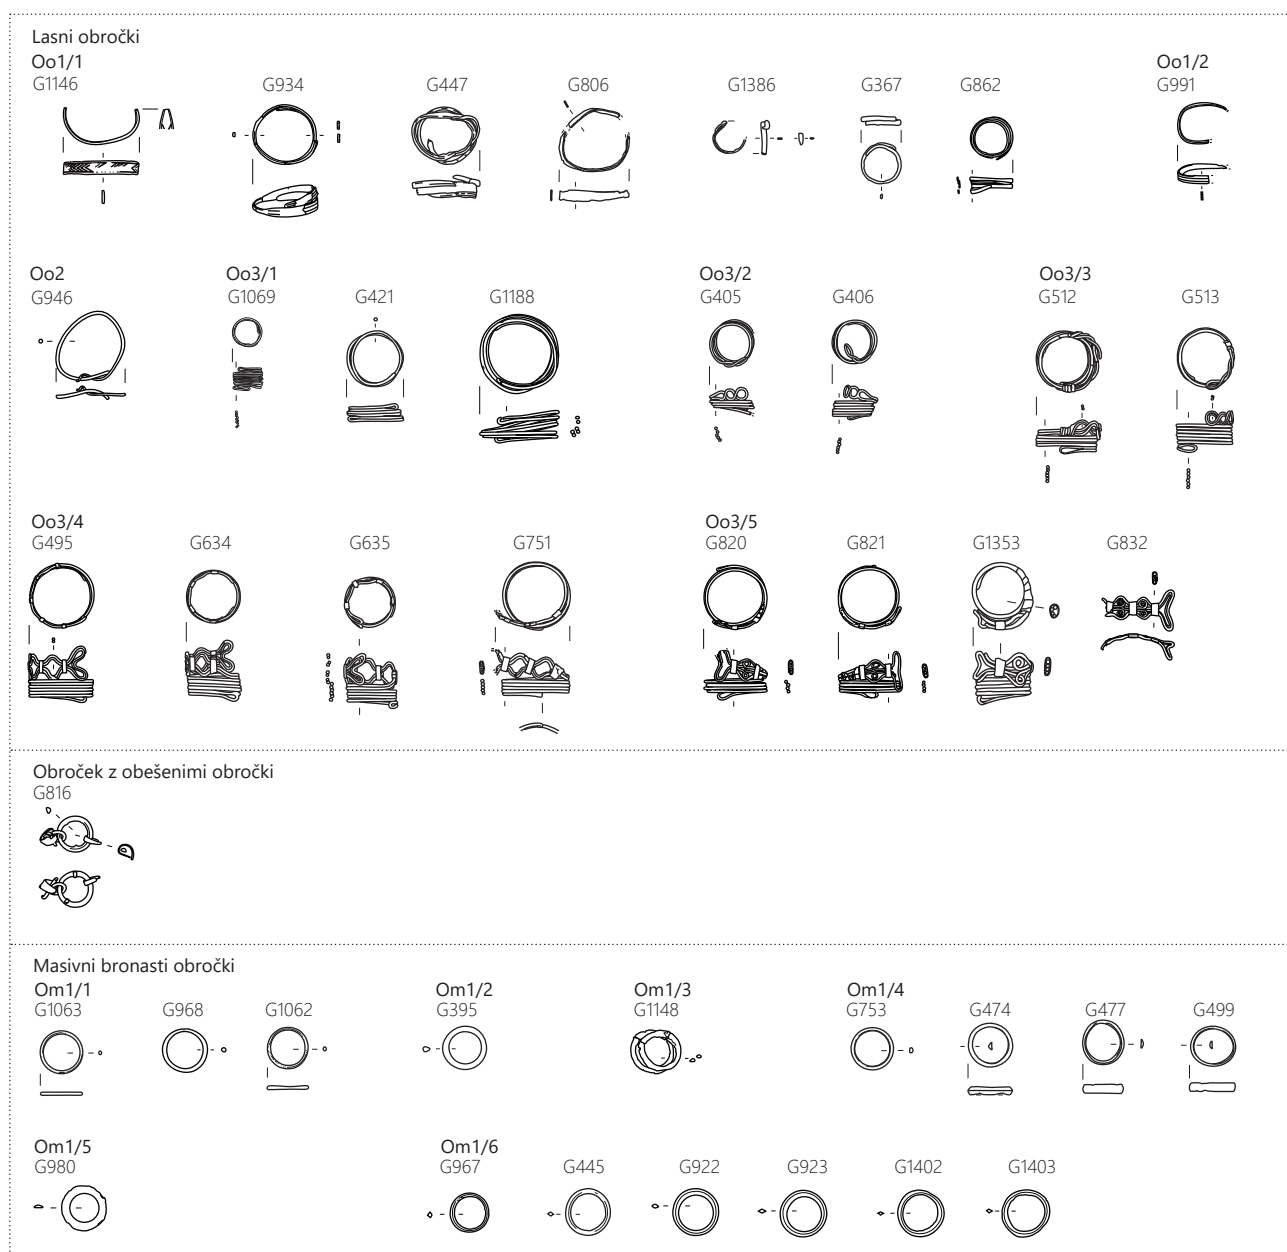 Lasni obročki
Oo1/1 Oo1/2
G1146 G934 G447 G806 G1386 G367 G862 G991
Oo2 Oo3/1 Oo3/2 Oo3/3
G946 G1069 G421 G1188 G405 G406 G512 G513
Oo3/4 Oo3/5
G495 G634 G635 G751 G820 G821 G1353 G832
Obroček z obešenimi obročki
G816
Masivni bronasti obročki
Om1/1 Om1/2 Om1/3 Om1/4
G1063 G968 G1062 G395 G1148 G753 G474 G477 G499
Om1/5 Om1/6
G980 G967 G445 G922 G923 G1402 G1403